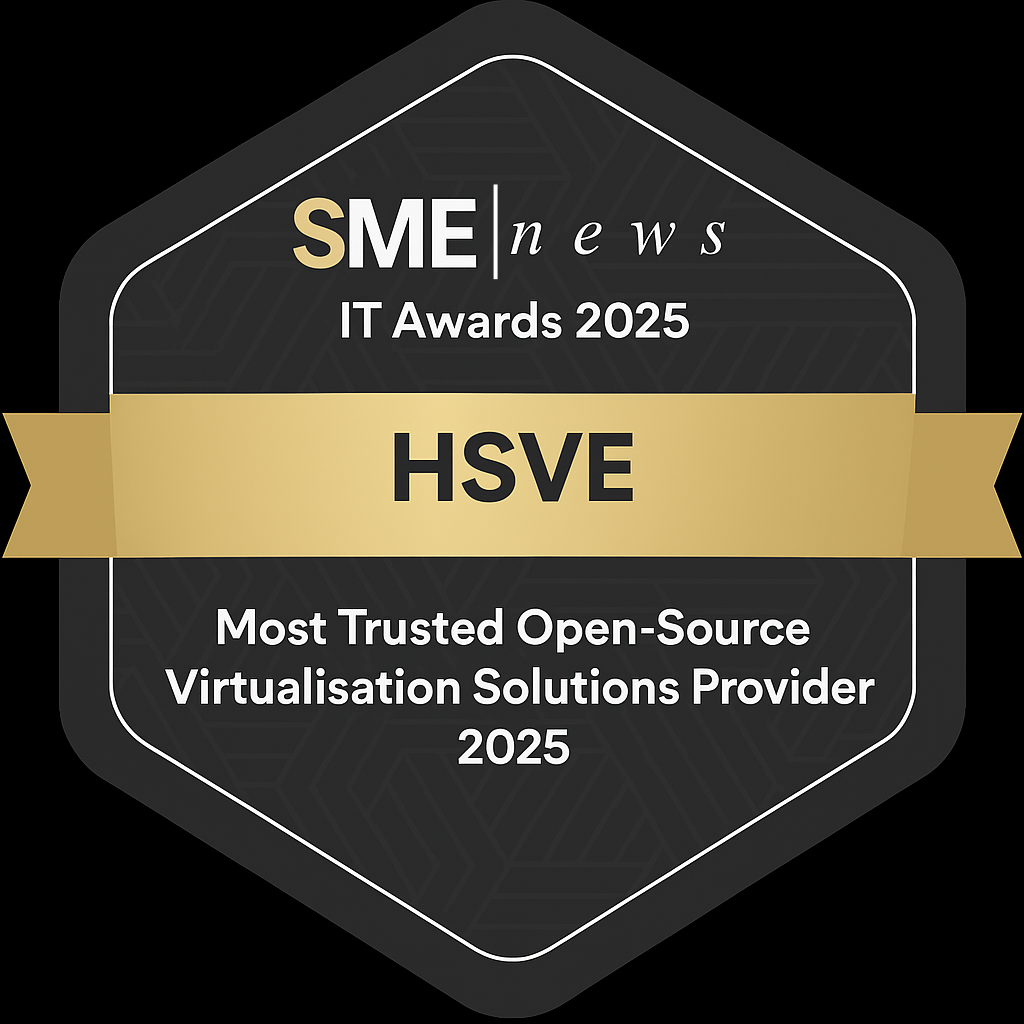 SME | news
IT Awards 2025
HSVE
Most Trusted Open-Source
Virtualisation Solutions Provider
2025